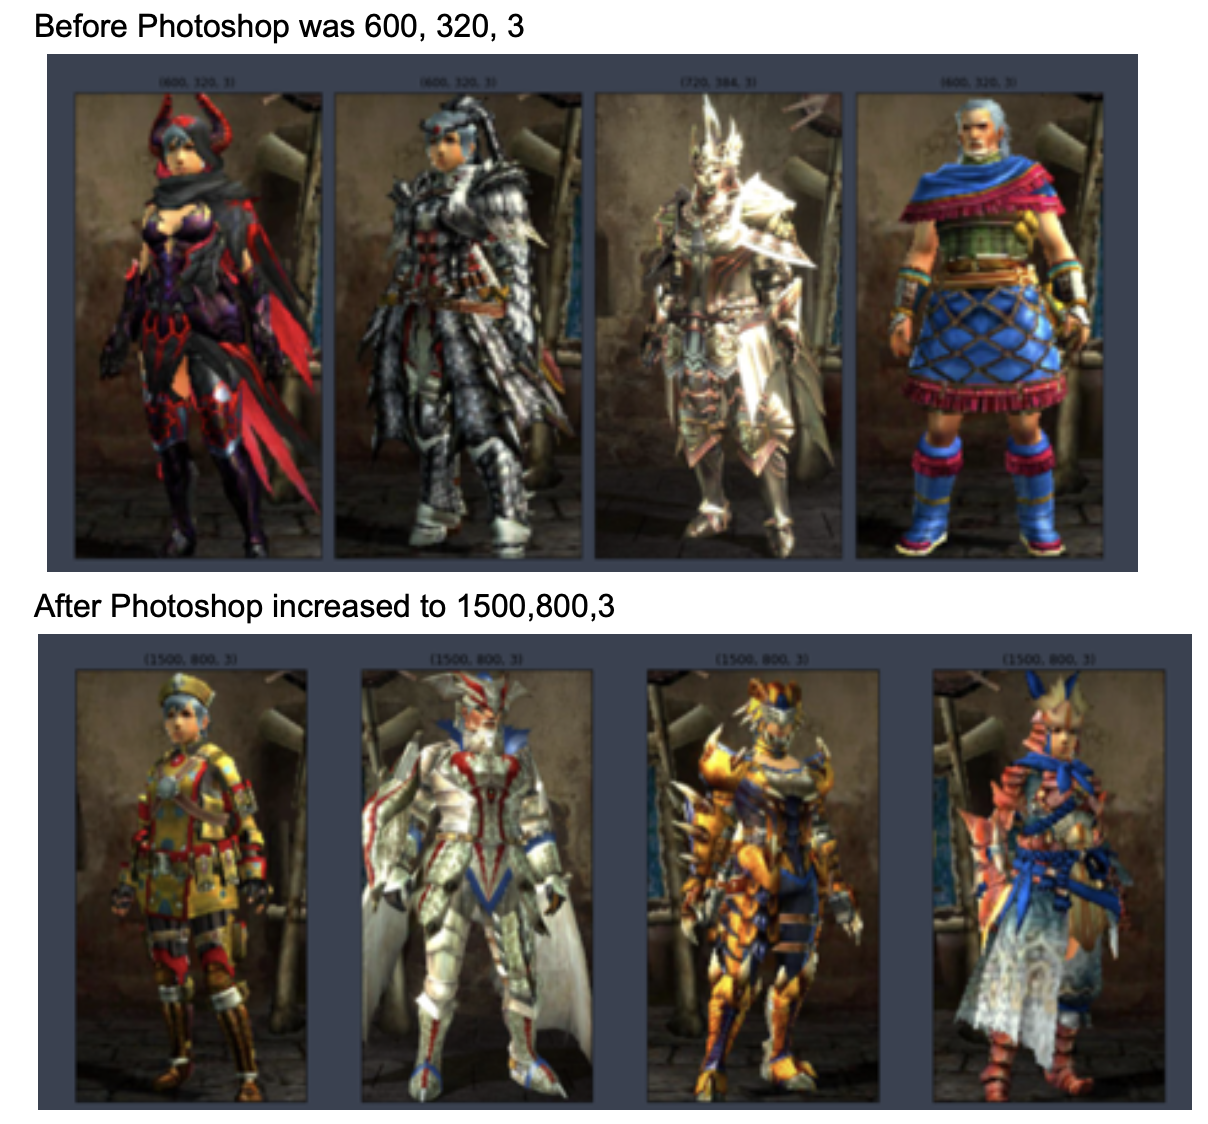 Before Photoshop was 600, 320, 3
(600, 320, 3) (600, 320, 3) (720, 384, 3) (600, 320, 3)
After Photoshop increased to 1500,800,3
(1500, 800, 3) (1500, 800, 3) (1500, 800, 3) (1500, 800, 3)